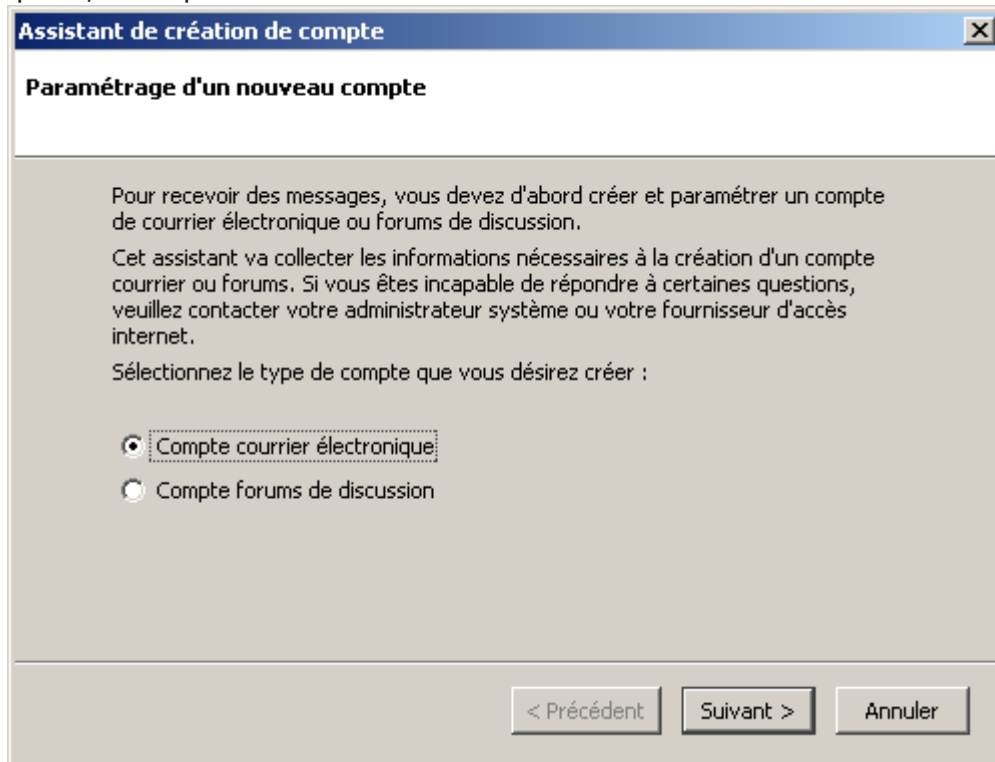 Assistant de création de compte
Paramétrage d'un nouveau compte
Pour recevoir des messages, vous devez d'abord créer et paramétrer un compte
de courrier électronique ou forums de discussion.
Cet assistant va collecter les informations nécessaires à la création d'un compte
courrier ou forums. Si vous êtes incapable de répondre à certaines questions,
veuillez contacter votre administrateur système ou votre fournisseur d'accès
internet.
Sélectionnez le type de compte que vous désirez créer :
Compte courrier électronique
Compte forums de discussion
< Précédent Suivant > Annuler